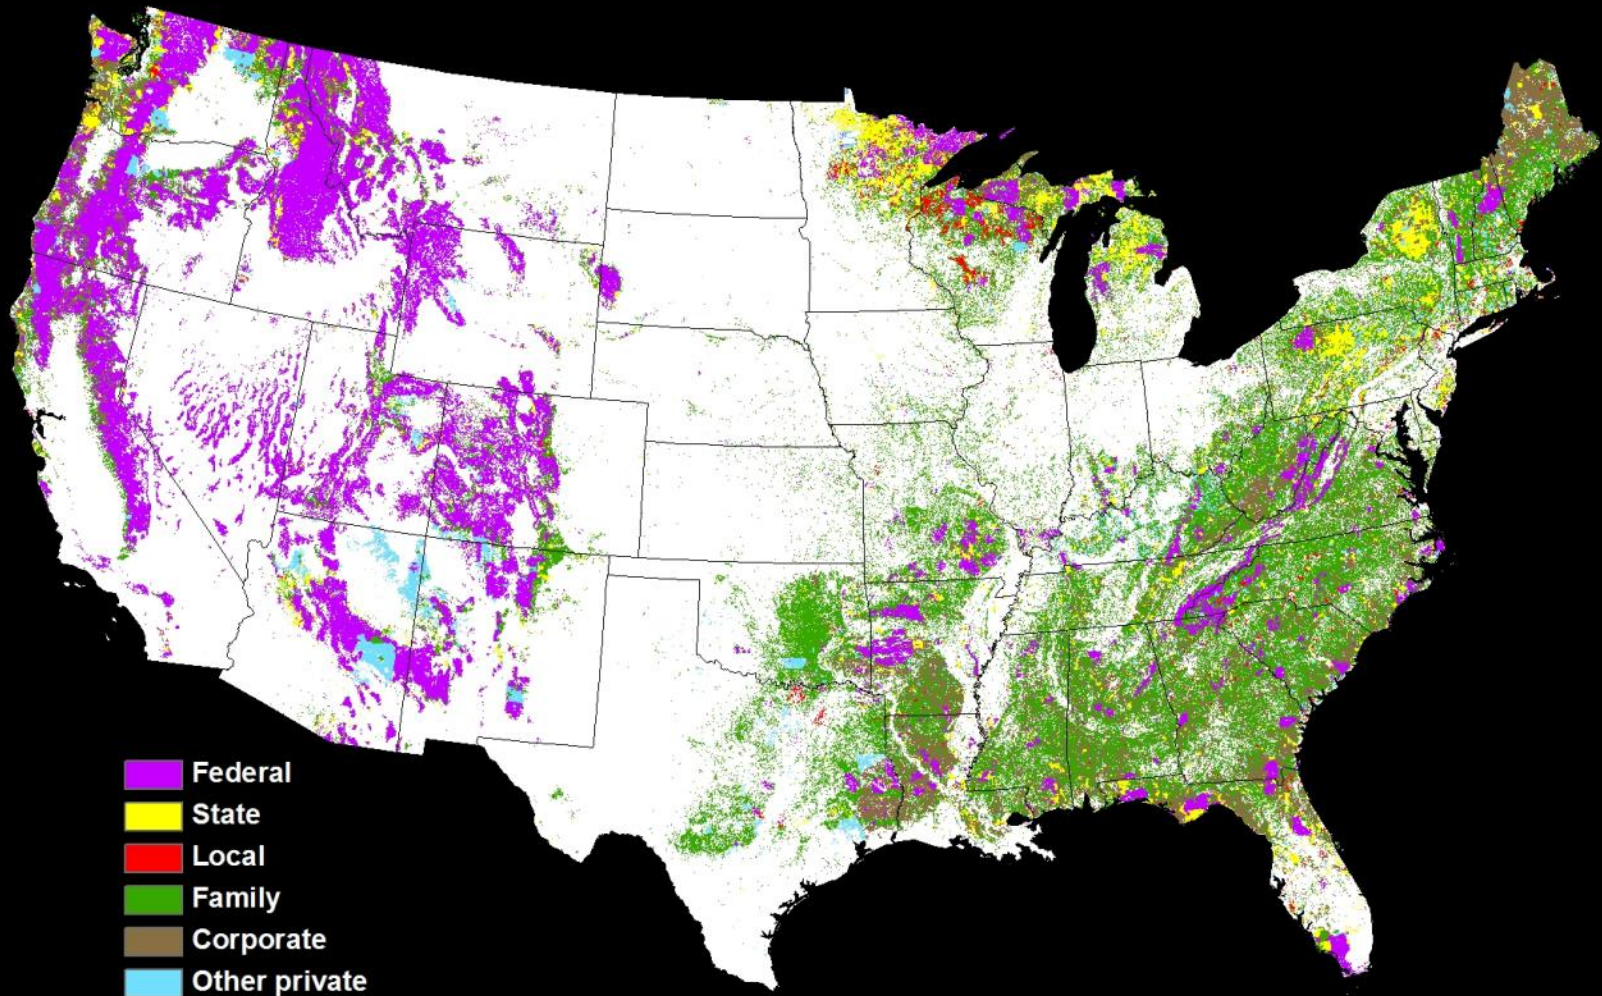 Federal
State
Local
Family
Corporate
Other private